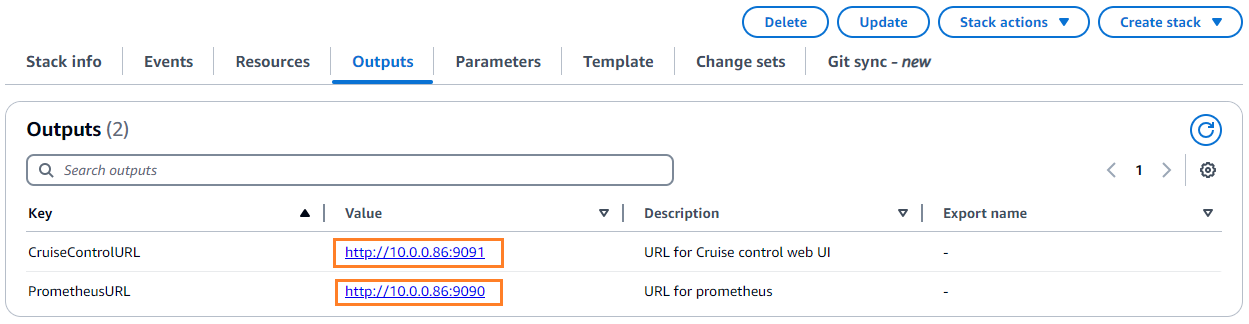 Delete Update Stack actions Create stack
Stack info Events Resources Outputs Parameters Template Change sets Git sync - new
Outputs (2)
Search outputs 1
Key Value Description Export name
CruiseControlURL http://10.0.0.86:9091 URL for Cruise control web UI -
PrometheusURL http://10.0.0.86:9090 URL for prometheus -